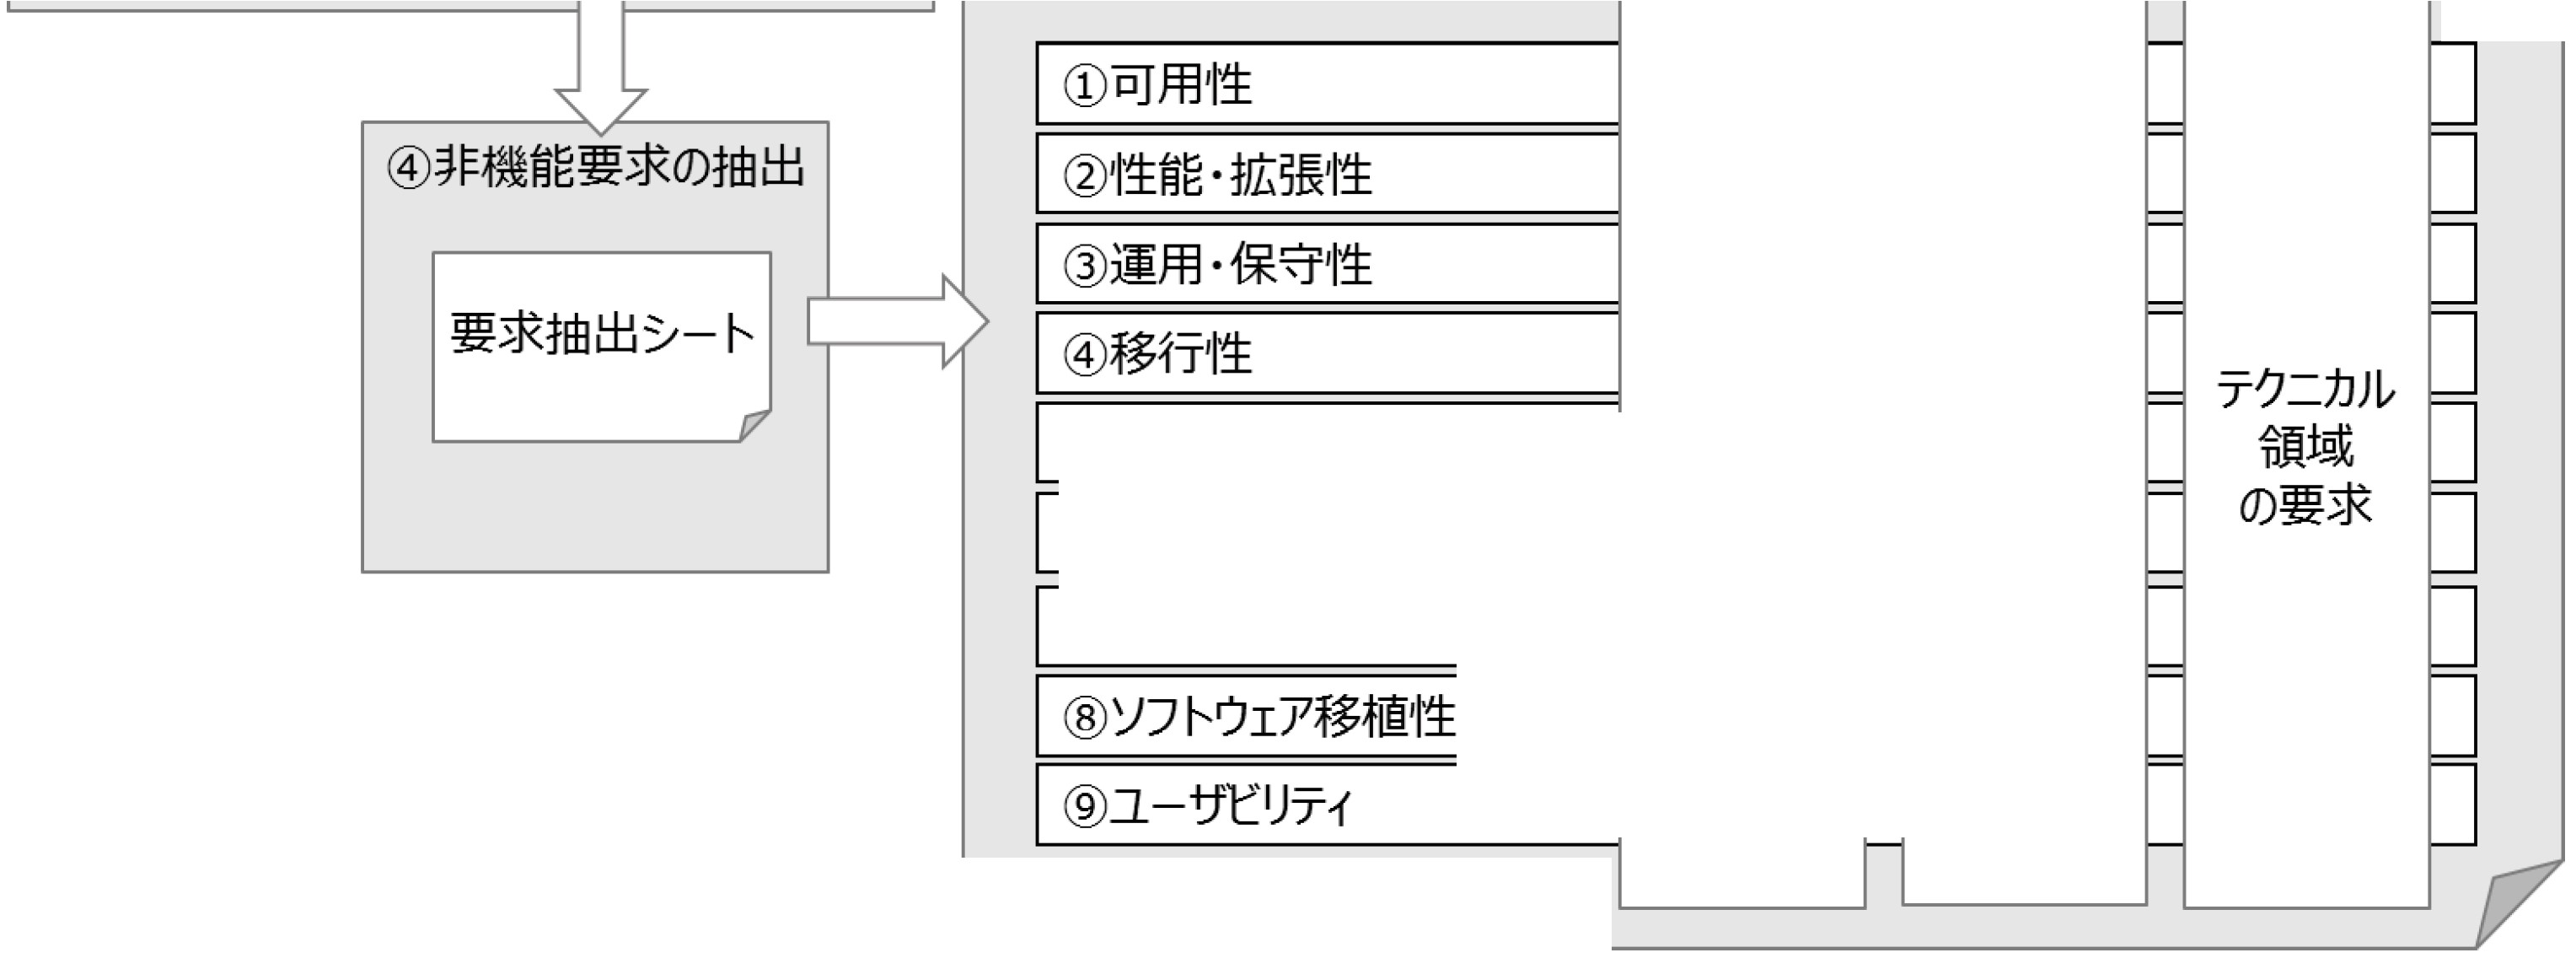 ④非機能要求の抽出
要求抽出シート
①可用性
②性能・拡張性
③運用・保守性
④移行性
⑧ソフトウェア移植性
⑨ユーザビリティ
テクニカル
領域
の要求